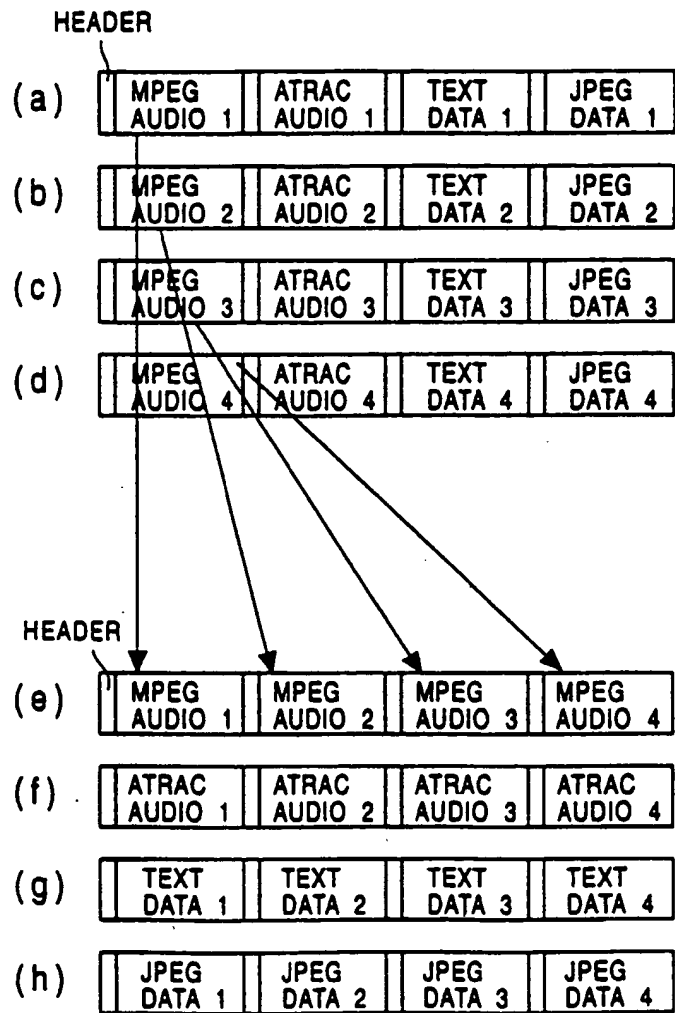 HEADER
(a) MPEG ATRAC TEXT JPEG
AUDIO 1 AUDIO 1 DATA 1 DATA 1
(b) MPEG ATRAC TEXT JPEG
AUDIO 2 AUDIO 2 DATA 2 DATA 2
(c) MPEG ATRAC TEXT JPEG
AUDIO 3 AUDIO 3 DATA 3 DATA 3
(d) MPEG ATRAC TEXT JPEG
AUDIO 4 AUDIO 4 DATA 4 DATA 4
HEADER
(e) MPEG MPEG MPEG MPEG
AUDIO 1 AUDIO 2 AUDIO 3 AUDIO 4
(f) ATRAC ATRAC ATRAC ATRAC
AUDIO 1 AUDIO 2 AUDIO 3 AUDIO 4
(g) TEXT TEXT TEXT TEXT
DATA 1 DATA 2 DATA 3 DATA 4
(h) JPEG JPEG JPEG JPEG
DATA 1 DATA 2 DATA 3 DATA 4